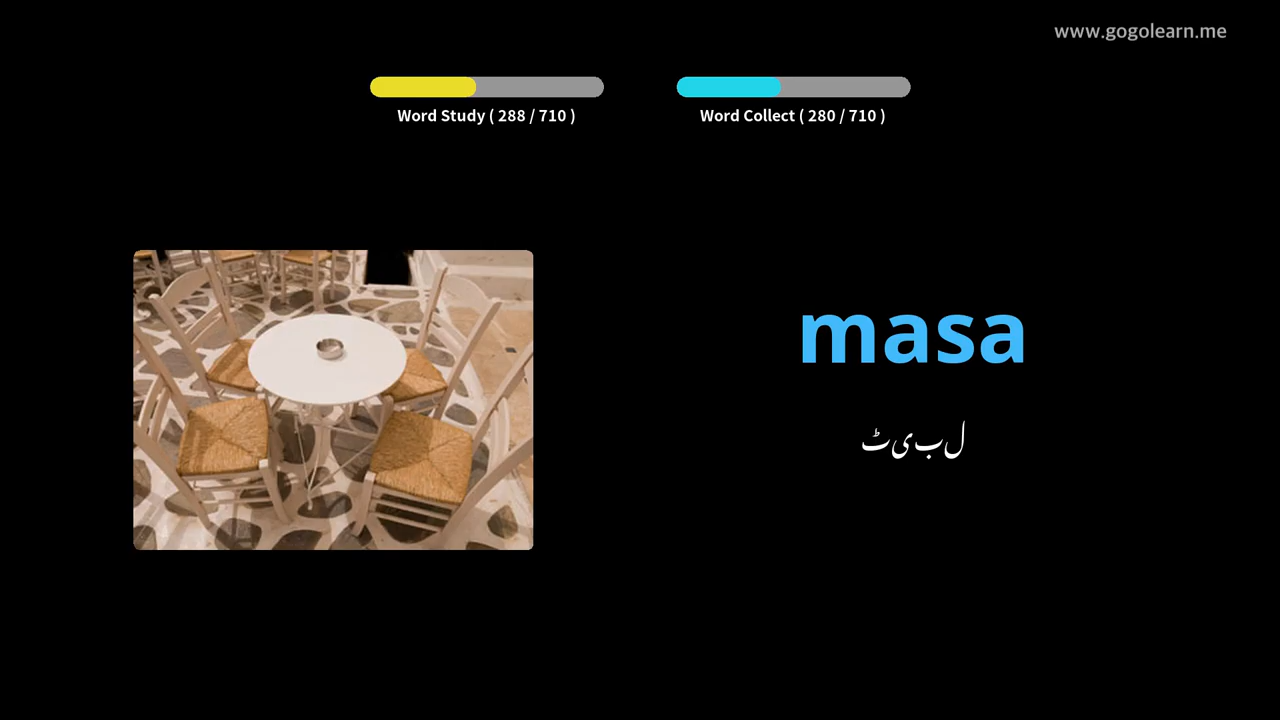 www.gogolearn.me
Word Study ( 288 / 710 )
Word Collect ( 280 / 710 )
masa
ل ب ی ٹ